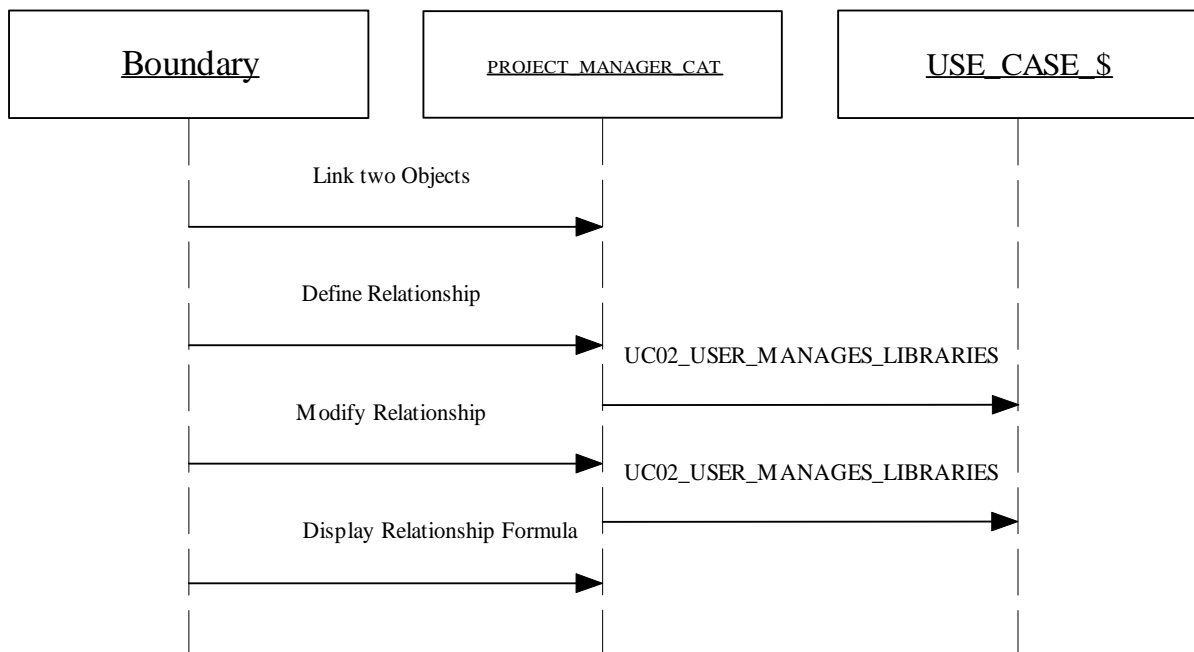 Boundary
PROJECT_MANAGER_CAT
USE_CASE_$
Link two Objects
Define Relationship
UC02_USER_MANAGES_LIBRARIES
Modify Relationship
UC02_USER_MANAGES_LIBRARIES
Display Relationship Formula